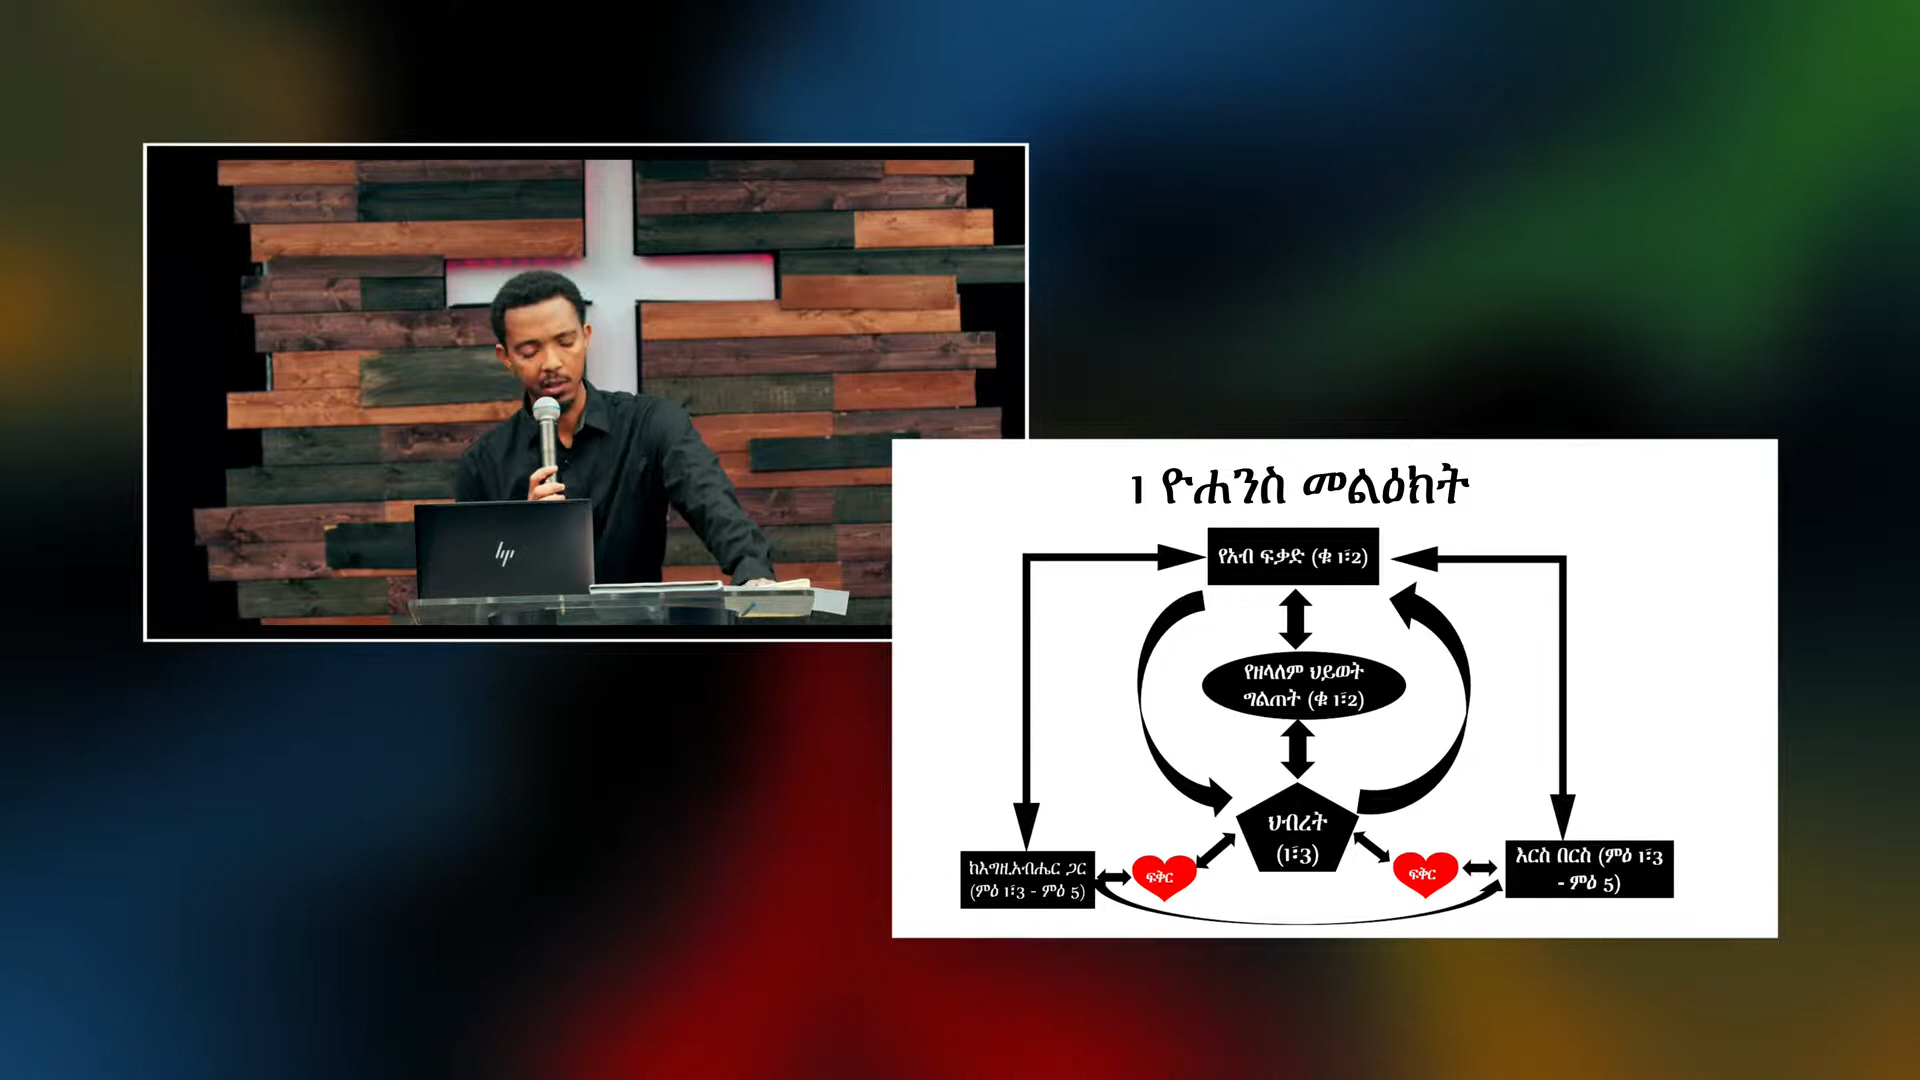 hp
1 ዮሐንስ መልዕክት
የአብ ፍቃድ (ቁ 1፣2)
የዘላለም ህይወት
ግልጠት (ቁ 1፣2)
ህብረት
(1፣3)
ከእግዚአብሔር ጋር
(ምዕ 1፣3 - ምዕ 5)
ፍቅር
ፍቅር
እርስ በርስ (ምዕ 1፣3
- ምዕ 5)